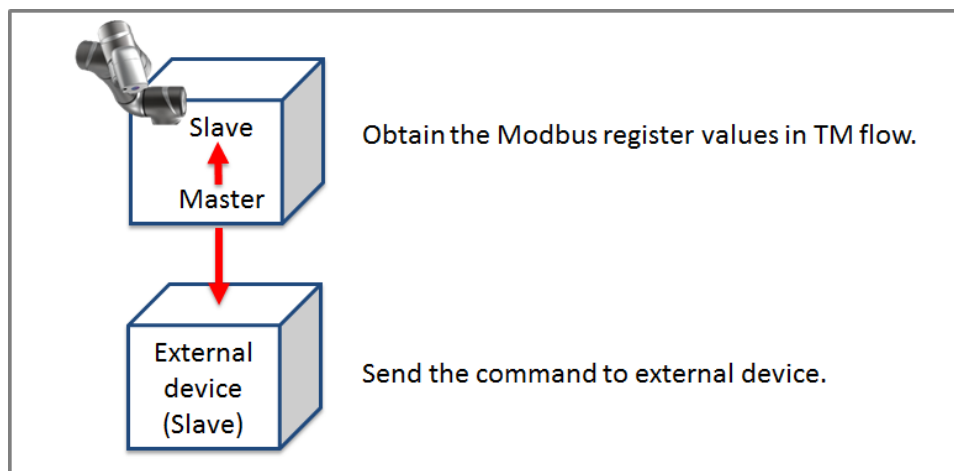 Slave
Obtain the Modbus register values in TM flow.
Master
External
device
(Slave)
Send the command to external device.